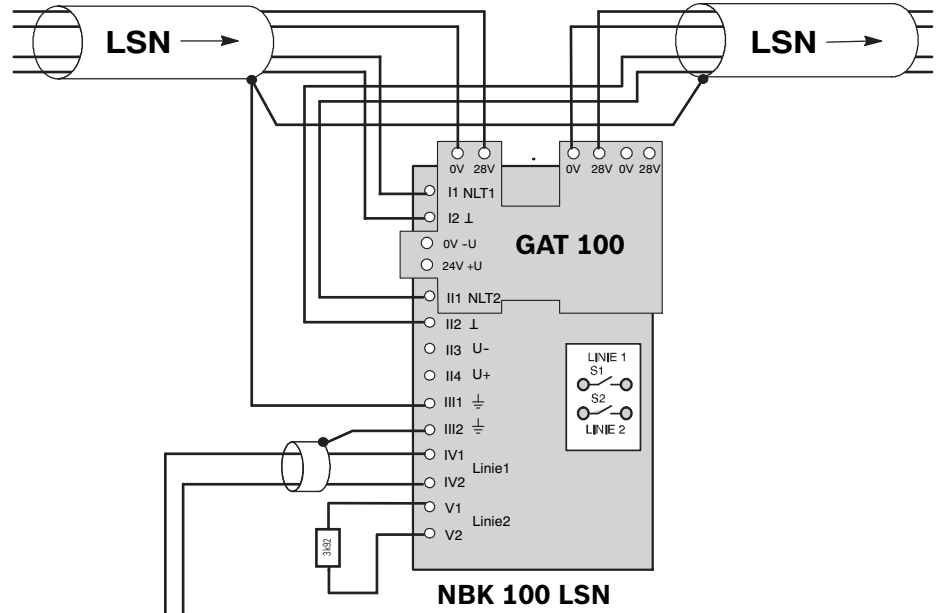 LSN
LSN
0V 28V
0V 28V 0V 28V
I1 NLT1
I2 ⊥
0V -U
GAT 100
24V +U
II1 NLT2
II2 ⊥
II3 U-
II4 U+
III1
III2
IV1
Linie1
IV2
V1
Linie2
V2
LINIE 1
S1
S2
LINIE 2
3k92
NBK 100 LSN